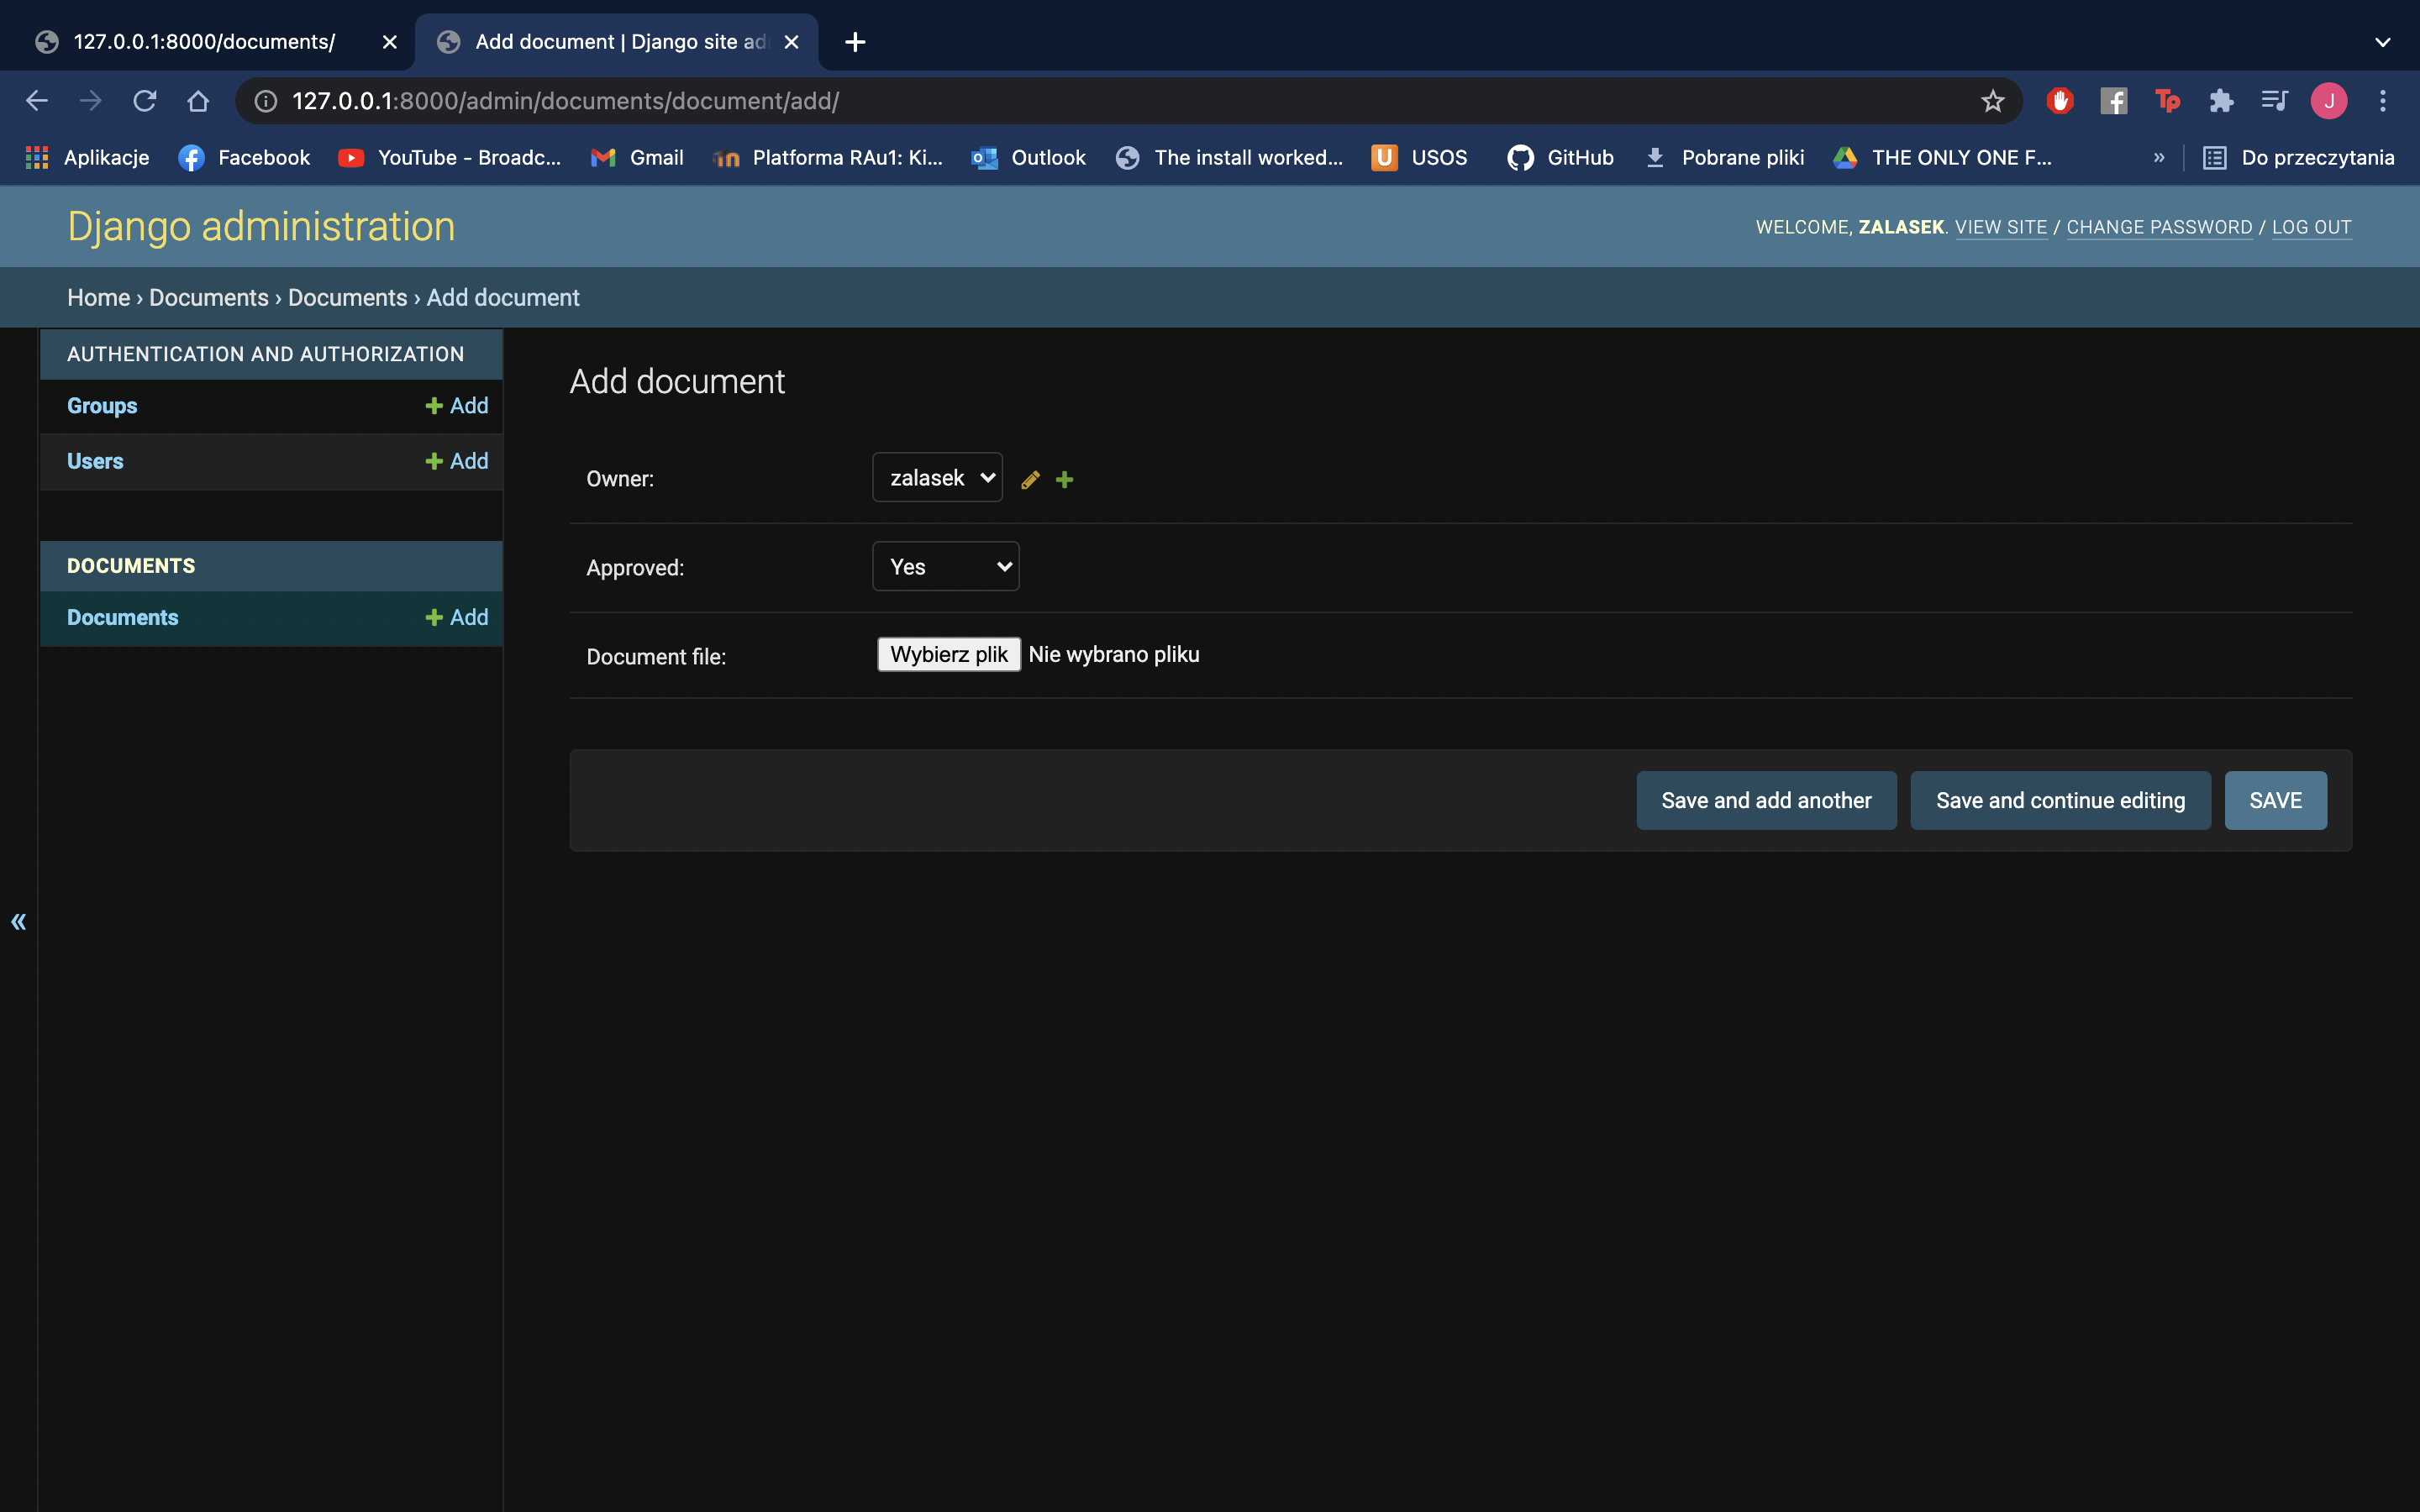 127.0.0.1:8000/documents/
Add document | Django site ad
127.0.0.1:8000/admin/documents/document/add/
J
Aplikacje Facebook YouTube - Broadc... Gmail Platforma RAu1: Ki... Outlook The install worked... USOS GitHub Pobrane pliki THE ONLY ONE F... » Do przeczytania
Django administration
WELCOME, ZALASEK. VIEW SITE / CHANGE PASSWORD / LOG OUT
Home › Documents › Documents › Add document
AUTHENTICATION AND AUTHORIZATION
Groups + Add
Users + Add
DOCUMENTS
Documents + Add
«
Add document
Owner: zalasek
Approved: Yes
Document file: Wybierz plik Nie wybrano pliku
Save and add another Save and continue editing SAVE